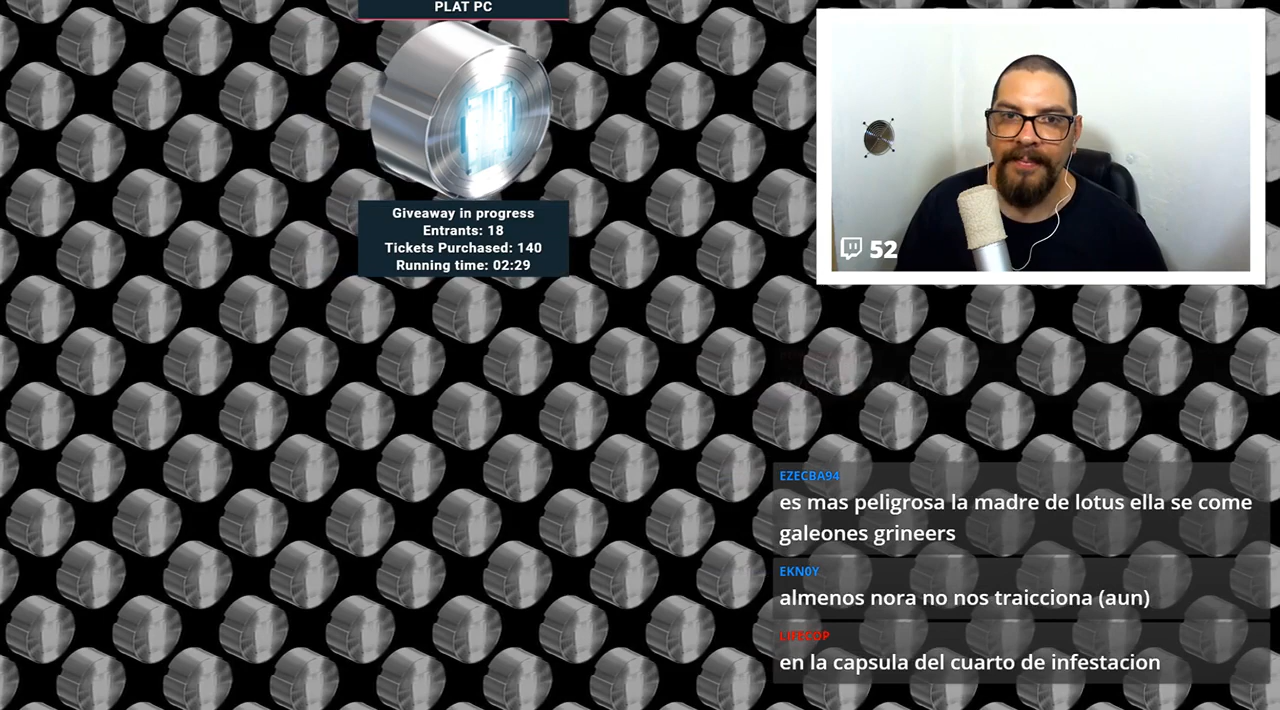 PLAT PC
Giveaway in progress
Entrants: 18
Tickets Purchased: 140
Running time: 02:29
52
EZECBA94
es mas peligrosa la madre de lotus ella se come
galeones grineers
EKN0Y
almenos nora no nos traicciona (aun)
LIFECOP
en la capsula del cuarto de infestacion